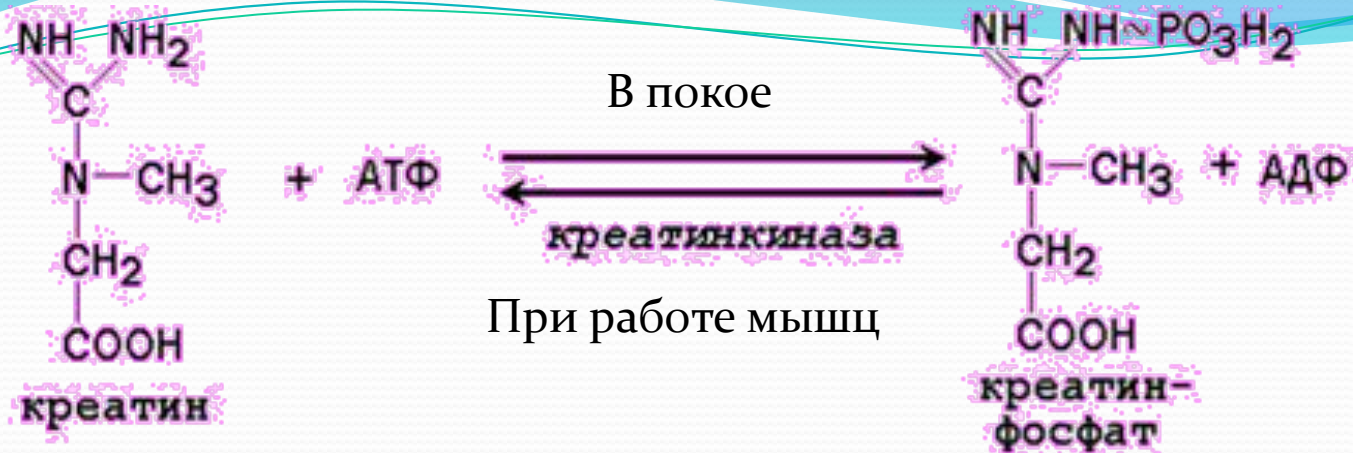 NH NH2
C
N—CH3 + АТФ
CH2
COOH
креатин
В покое
креатинкиназа
При работе мышц
NH NH~PO3H2
C
N—CH3 + АДФ
CH2
COOH
креатин-
фосфат